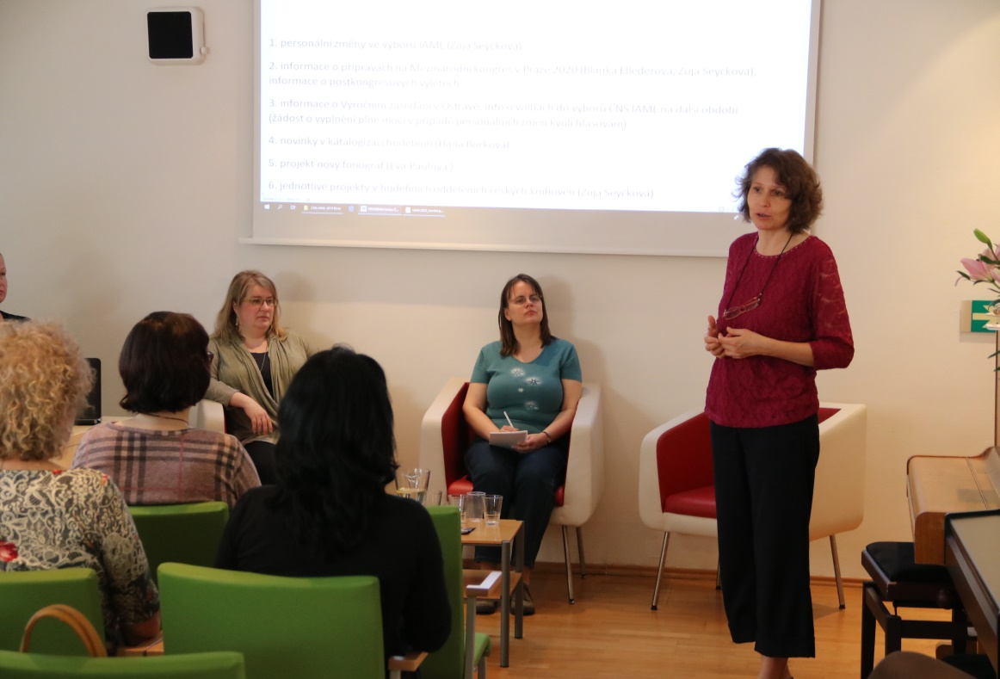 1. personální změny ve výboru IAML (Zoja Seyčková)
2. informace o přípravách na Mezinárodní kongres v Praze 2020 (Blanka Ellederová, Zoja Seyčková),
informace o postkongresových výletech
3. informace o Výročním zasedání v Ostravě, info o volbách do výboru ČNS IAML na další období
(žádost o vyplnění plné moci v případě personálních změn kvůli hlasování)
4. novinky v katalogizaci hudebnin (Hana Borková)
5. projekt nový fonograf (Eva Paulová )
6. jednotlivé projekty v hudebních odděleních českých knihoven (Zoja Seyčková)